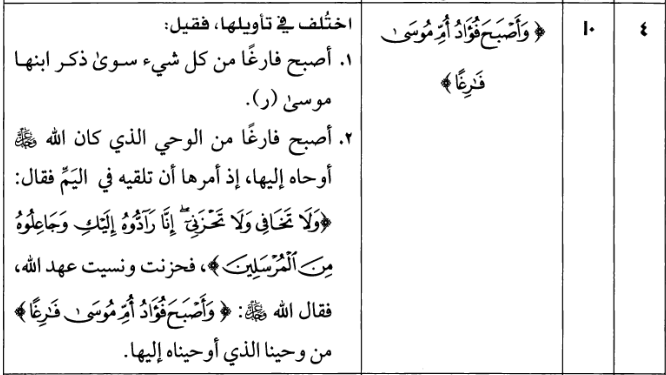 ٤
١٠
﴿ وَأَصْبَحَ فُؤَادُ أُمِّ مُوسَىٰ
فَٰرِغًا ﴾
اختُلف في تأويلها، فقيل:
١. أصبح فارغًا من كل شيء سوىٰ ذكر ابنها
موسىٰ (ر).
٢. أصبح فارغًا من الوحي الذي كان الله ﷻ
أوحاه إليها، إذ أمرها أن تلقيه في اليَمِّ فقال:
﴿وَلَا تَخَافِي وَلَا تَحْزَنِيٓ ۖ إِنَّا رَآدُّوهُ إِلَيْكِ وَجَاعِلُوهُ
مِنَ ٱلْمُرْسَلِينَ ﴾، فحزنت ونسيت عهد الله،
فقال الله ﷻ: ﴿ وَأَصْبَحَ فُؤَادُ أُمِّ مُوسَىٰ فَٰرِغًا ﴾
من وحينا الذي أوحيناه إليها.